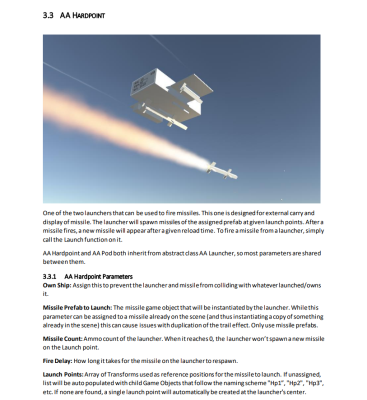 3.3 AA HARDPOINT
One of the two launchers that can be used to fire missiles. This one is designed for external carry and
display of missile. The launcher will spawn missiles of the assigned prefab at given launch points. After a
missile fires, a new missile will appear after a given reload time. To fire a missile from a launcher, simply
call the Launch function on it.
AA Hardpoint and AA Pod both inherit from abstract class AA Launcher, so most parameters are shared
between them.
3.3.1 AA Hardpoint Parameters
Own Ship: Assign this to prevent the launcher and missile from colliding with whatever launched/owns
it.
Missile Prefab to Launch: The missile game object that will be instantiated by the launcher. While this
parameter can be assigned to a missile already on the scene (and thus instantiating a copy of something
already in the scene) this can cause issues with duplication of the trail effect. Only use missile prefabs.
Missile Count: Ammo count of the launcher. When it reaches 0, the launcher won't spawn a new missile
on the Launch point.
Fire Delay: How long it takes for the missile on the launcher to respawn.
Launch Points: Array of Transforms used as reference positions for the missile to launch. If unassigned,
list will be auto populated with child Game Objects that follow the naming scheme "Hp1", "Hp2", "Hp3",
etc. If none are found, a single launch point will automatically be created at the launcher's center.